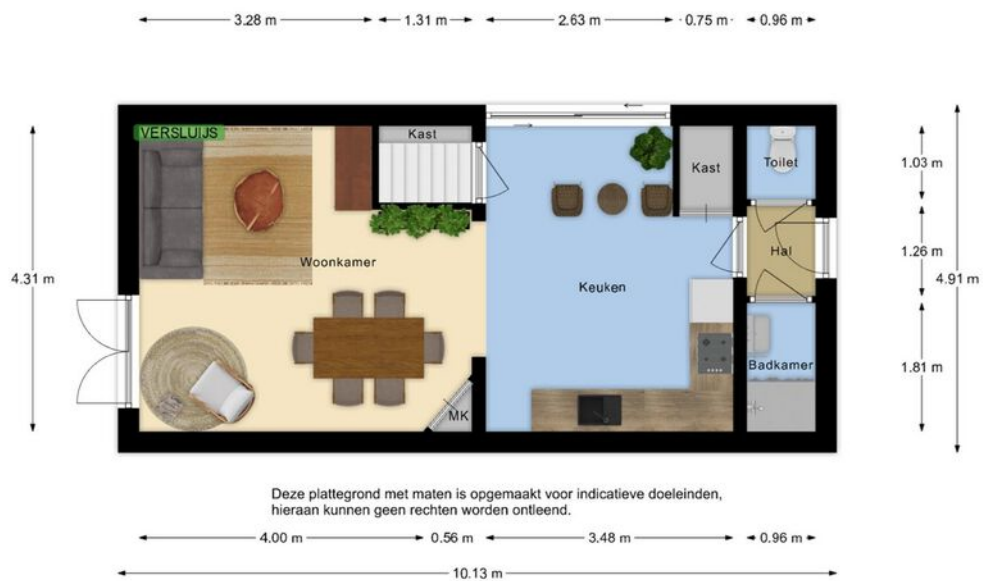 3.28 m
1.31 m
2.63 m
0.75 m
0.96 m
VERSLUIJS
Kast
Kast
Toilet
1.03 m
Woonkamer
Hal
1.26 m
4.31 m
Keuken
4.91 m
Badkamer
1.81 m
MK
Deze plattegrond met maten is opgemaakt voor indicatieve doeleinden,
hieraan kunnen geen rechten worden ontleend.
4.00 m
0.56 m
3.48 m
0.96 m
10.13 m